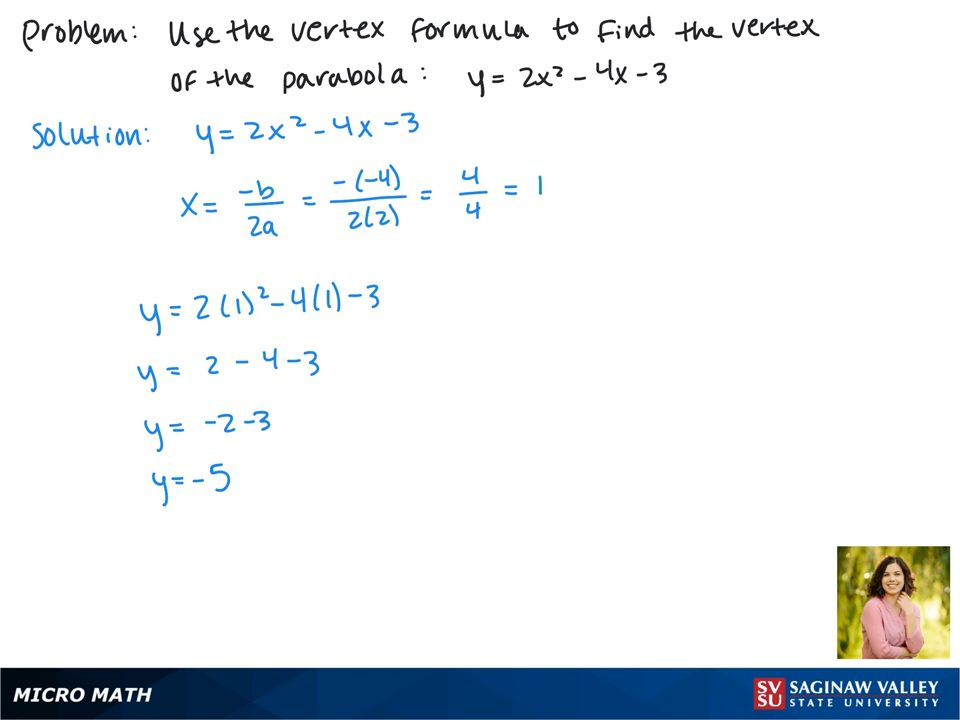 Problem: Use the vertex formula to find the vertex
of the parabola: y = 2x² - 4x - 3
Solution: y = 2x² - 4x - 3
x = -b/2a = -(-4)/2(2) = 4/4 = 1
y = 2(1)² - 4(1) - 3
y = 2 - 4 - 3
y = -2 - 3
y = -5
MICRO MATH
SVSU SAGINAW VALLEY
STATE UNIVERSITY